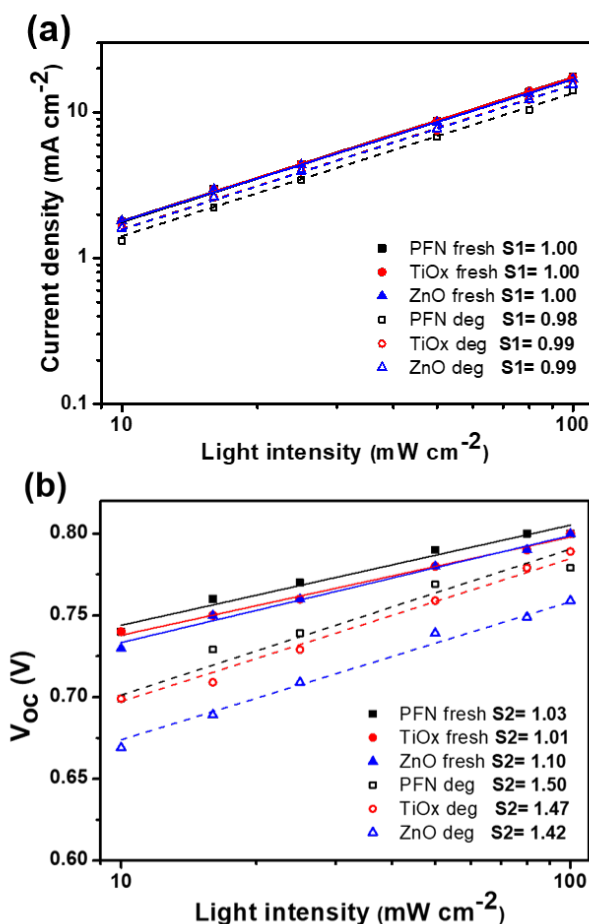 (a)
Current density (mA cm⁻²)
10
1
0.1
PFN fresh S1= 1.00
TiOx fresh S1= 1.00
ZnO fresh S1= 1.00
PFN deg S1= 0.98
TiOx deg S1= 0.99
ZnO deg S1= 0.99
10
100
Light intensity (mW cm⁻²)
(b)
Voc (V)
0.80
0.75
0.70
0.65
0.60
PFN fresh S2= 1.03
TiOx fresh S2= 1.01
ZnO fresh S2= 1.10
PFN deg S2= 1.50
TiOx deg S2= 1.47
ZnO deg S2= 1.42
10
100
Light intensity (mW cm⁻²)